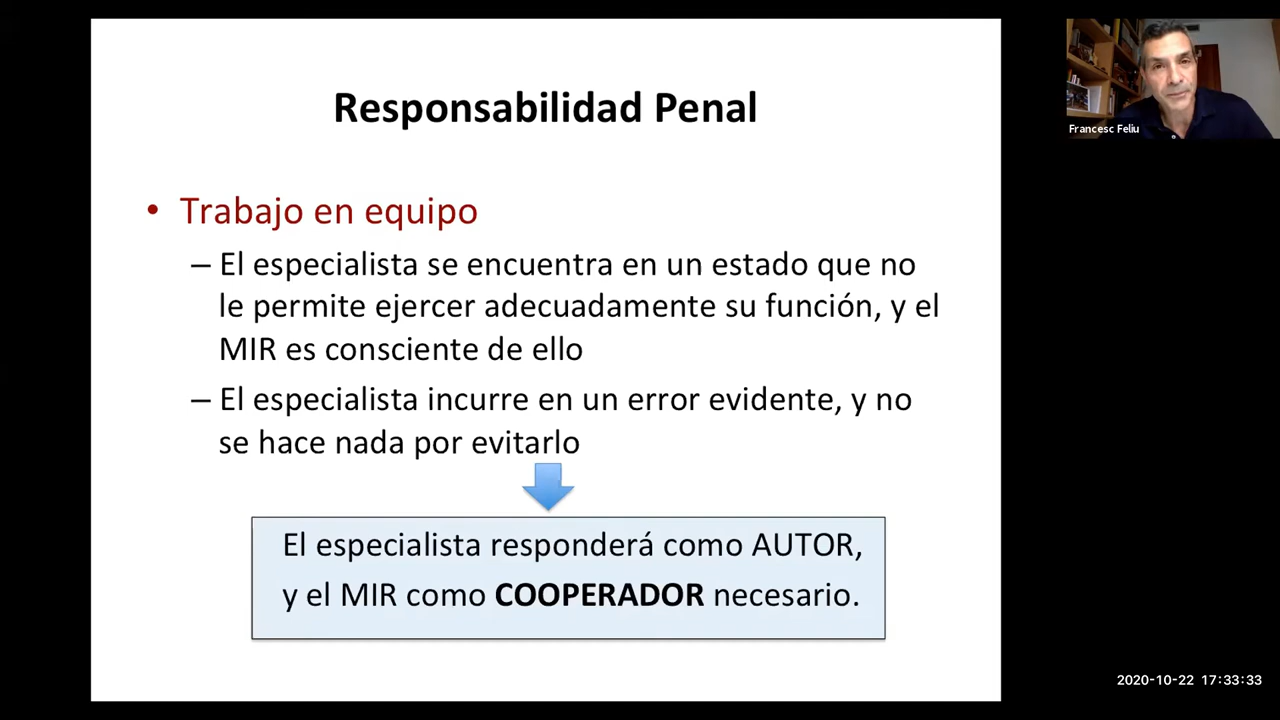 Responsabilidad Penal
• Trabajo en equipo
– El especialista se encuentra en un estado que no
le permite ejercer adecuadamente su función, y el
MIR es consciente de ello
– El especialista incurre en un error evidente, y no
se hace nada por evitarlo
El especialista responderá como AUTOR,
y el MIR como COOPERADOR necesario.
Francesc Feliu
2020-10-22 17:33:33